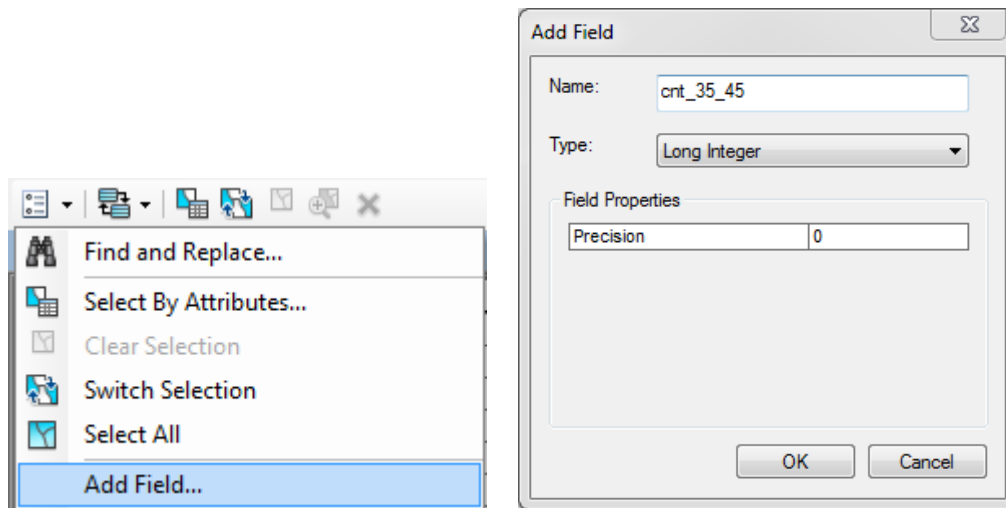 Find and Replace...
Select By Attributes...
Clear Selection
Switch Selection
Select All
Add Field...
Add Field
Name: cnt_35_45
Type: Long Integer
Field Properties
Precision 0
OK Cancel